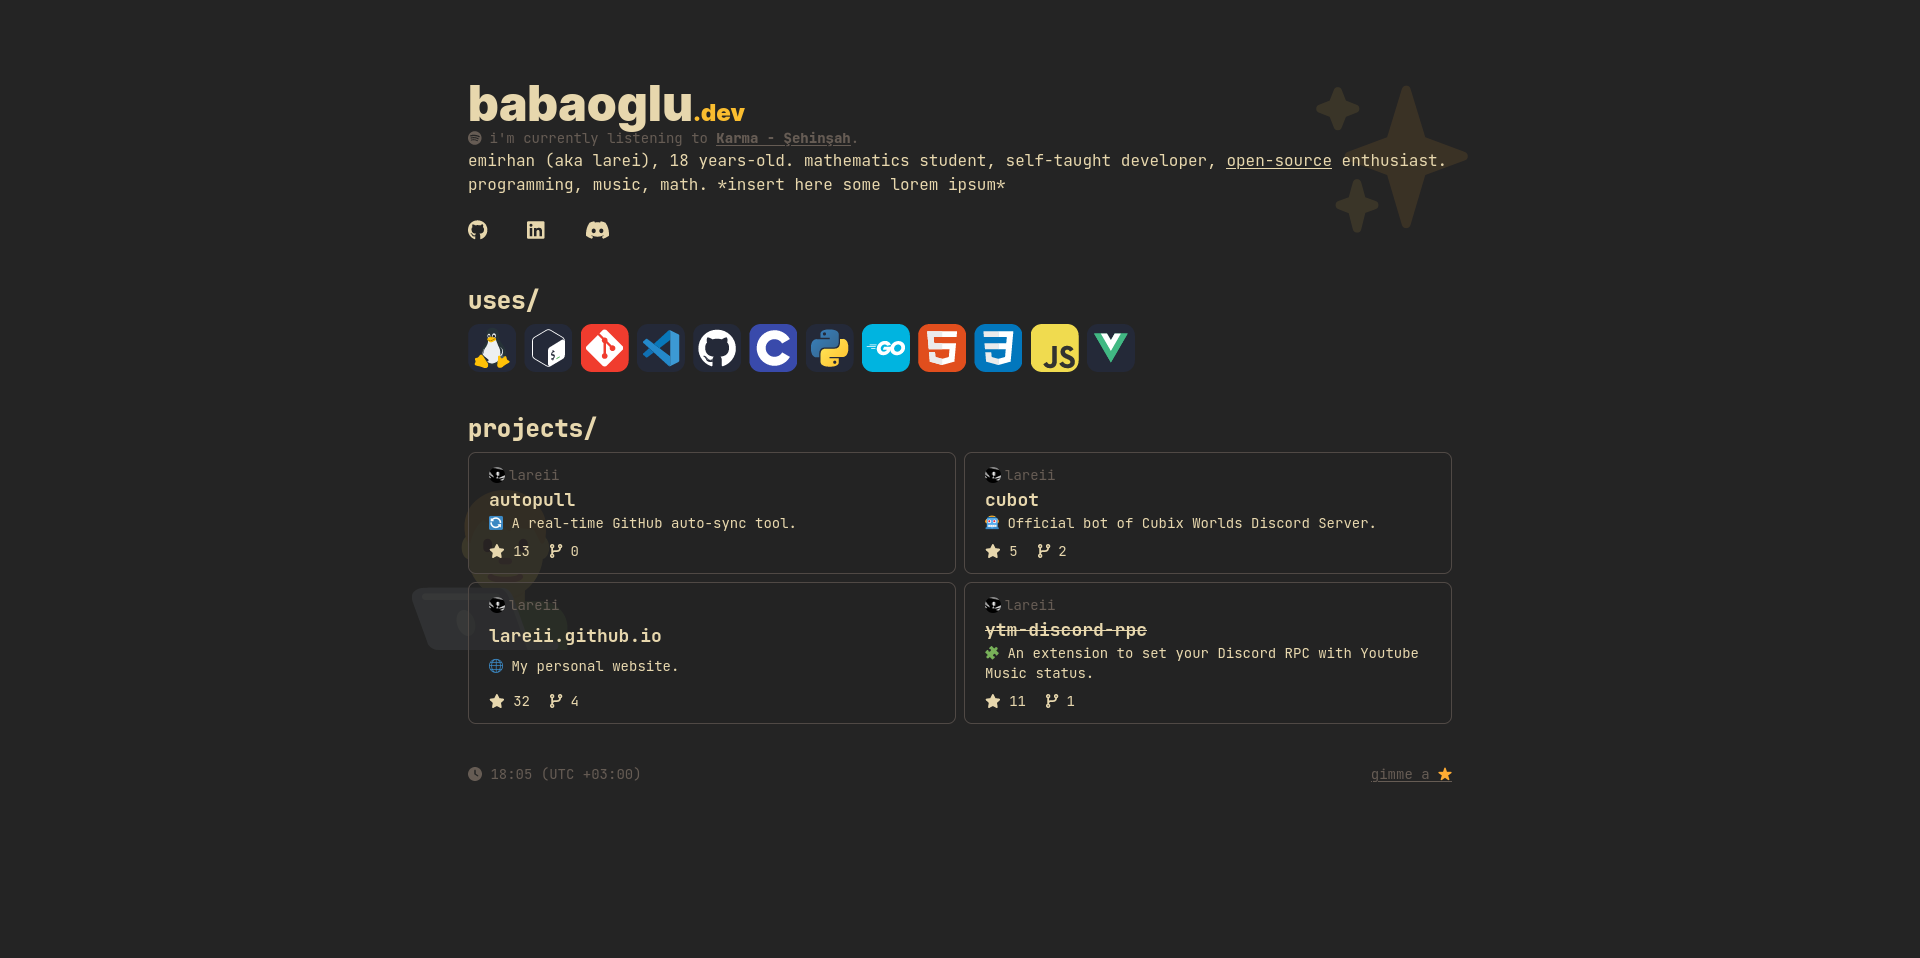 babaoglu.dev
i'm currently listening to Karma - Şehinşah.
emirhan (aka larei), 18 years-old. mathematics student, self-taught developer, open-source enthusiast.
programming, music, math. *insert here some lorem ipsum*
in
uses/
$_
C
GO
5
3
JS
projects/
lareii
autopull
A real-time GitHub auto-sync tool.
13 0
lareii
cubot
Official bot of Cubix Worlds Discord Server.
5 2
lareii
lareii.github.io
My personal website.
32 4
lareii
ytm-discord-rpc
An extension to set your Discord RPC with Youtube
Music status.
11 1
18:05 (UTC +03:00)
gimme a